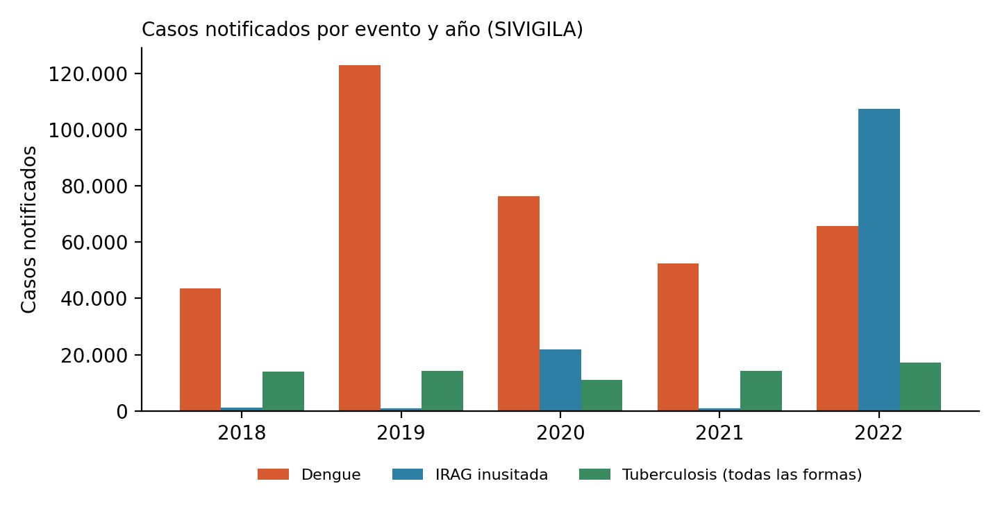 Casos notificados por evento y año (SIVIGILA)
Casos notificados
120.000
100.000
80.000
60.000
40.000
20.000
0
2018 2019 2020 2021 2022
Dengue IRAG inusitada Tuberculosis (todas las formas)